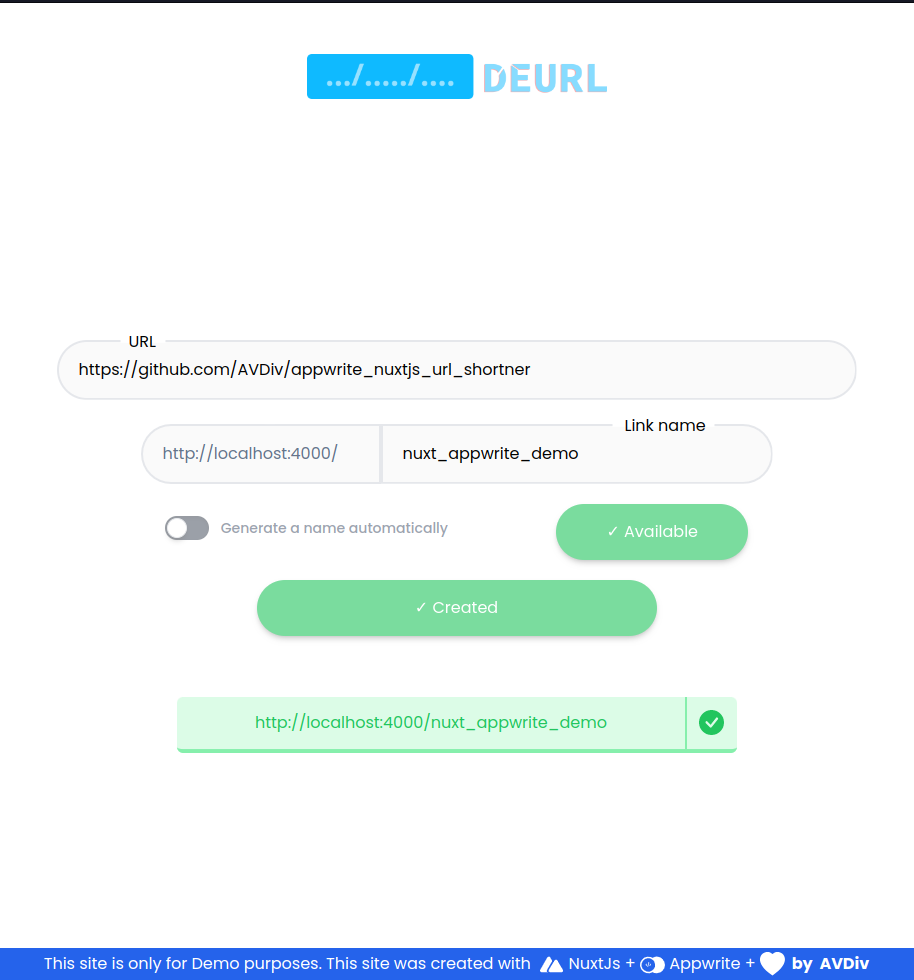 .../...../.... DEURL
URL
https://github.com/AVDiv/appwrite_nuxtjs_url_shortner
Link name
http://localhost:4000/ nuxt_appwrite_demo
Generate a name automatically ✓ Available
✓ Created
http://localhost:4000/nuxt_appwrite_demo
This site is only for Demo purposes. This site was created with NuxtJs + Appwrite + by AVDiv